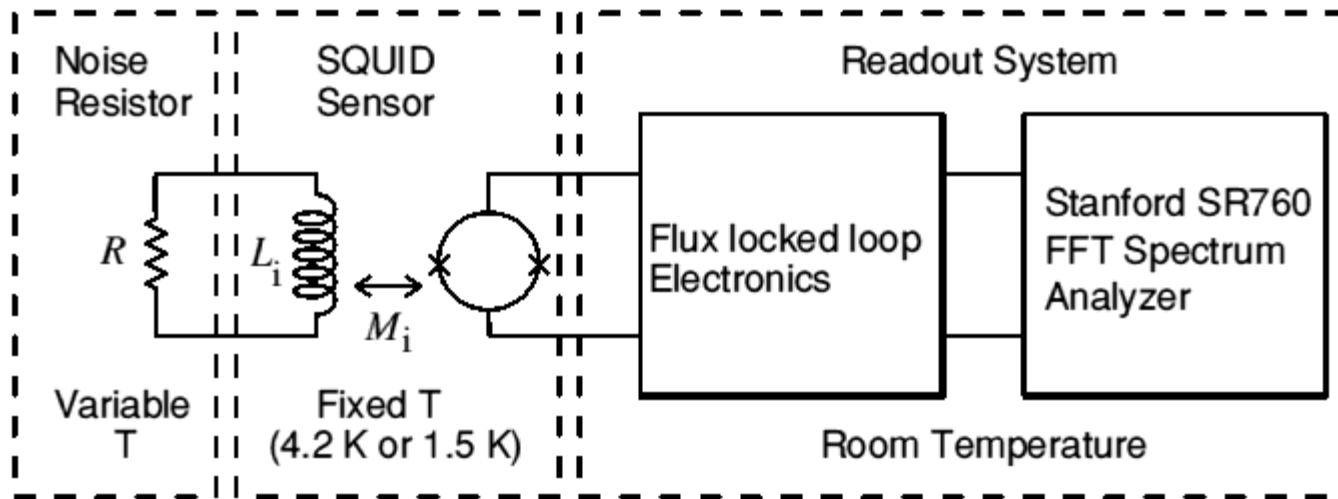 Noise
Resistor
SQUID
Sensor
Readout System
R
Li
Mi
Flux locked loop
Electronics
Stanford SR760
FFT Spectrum
Analyzer
Variable
T
Fixed T
(4.2 K or 1.5 K)
Room Temperature